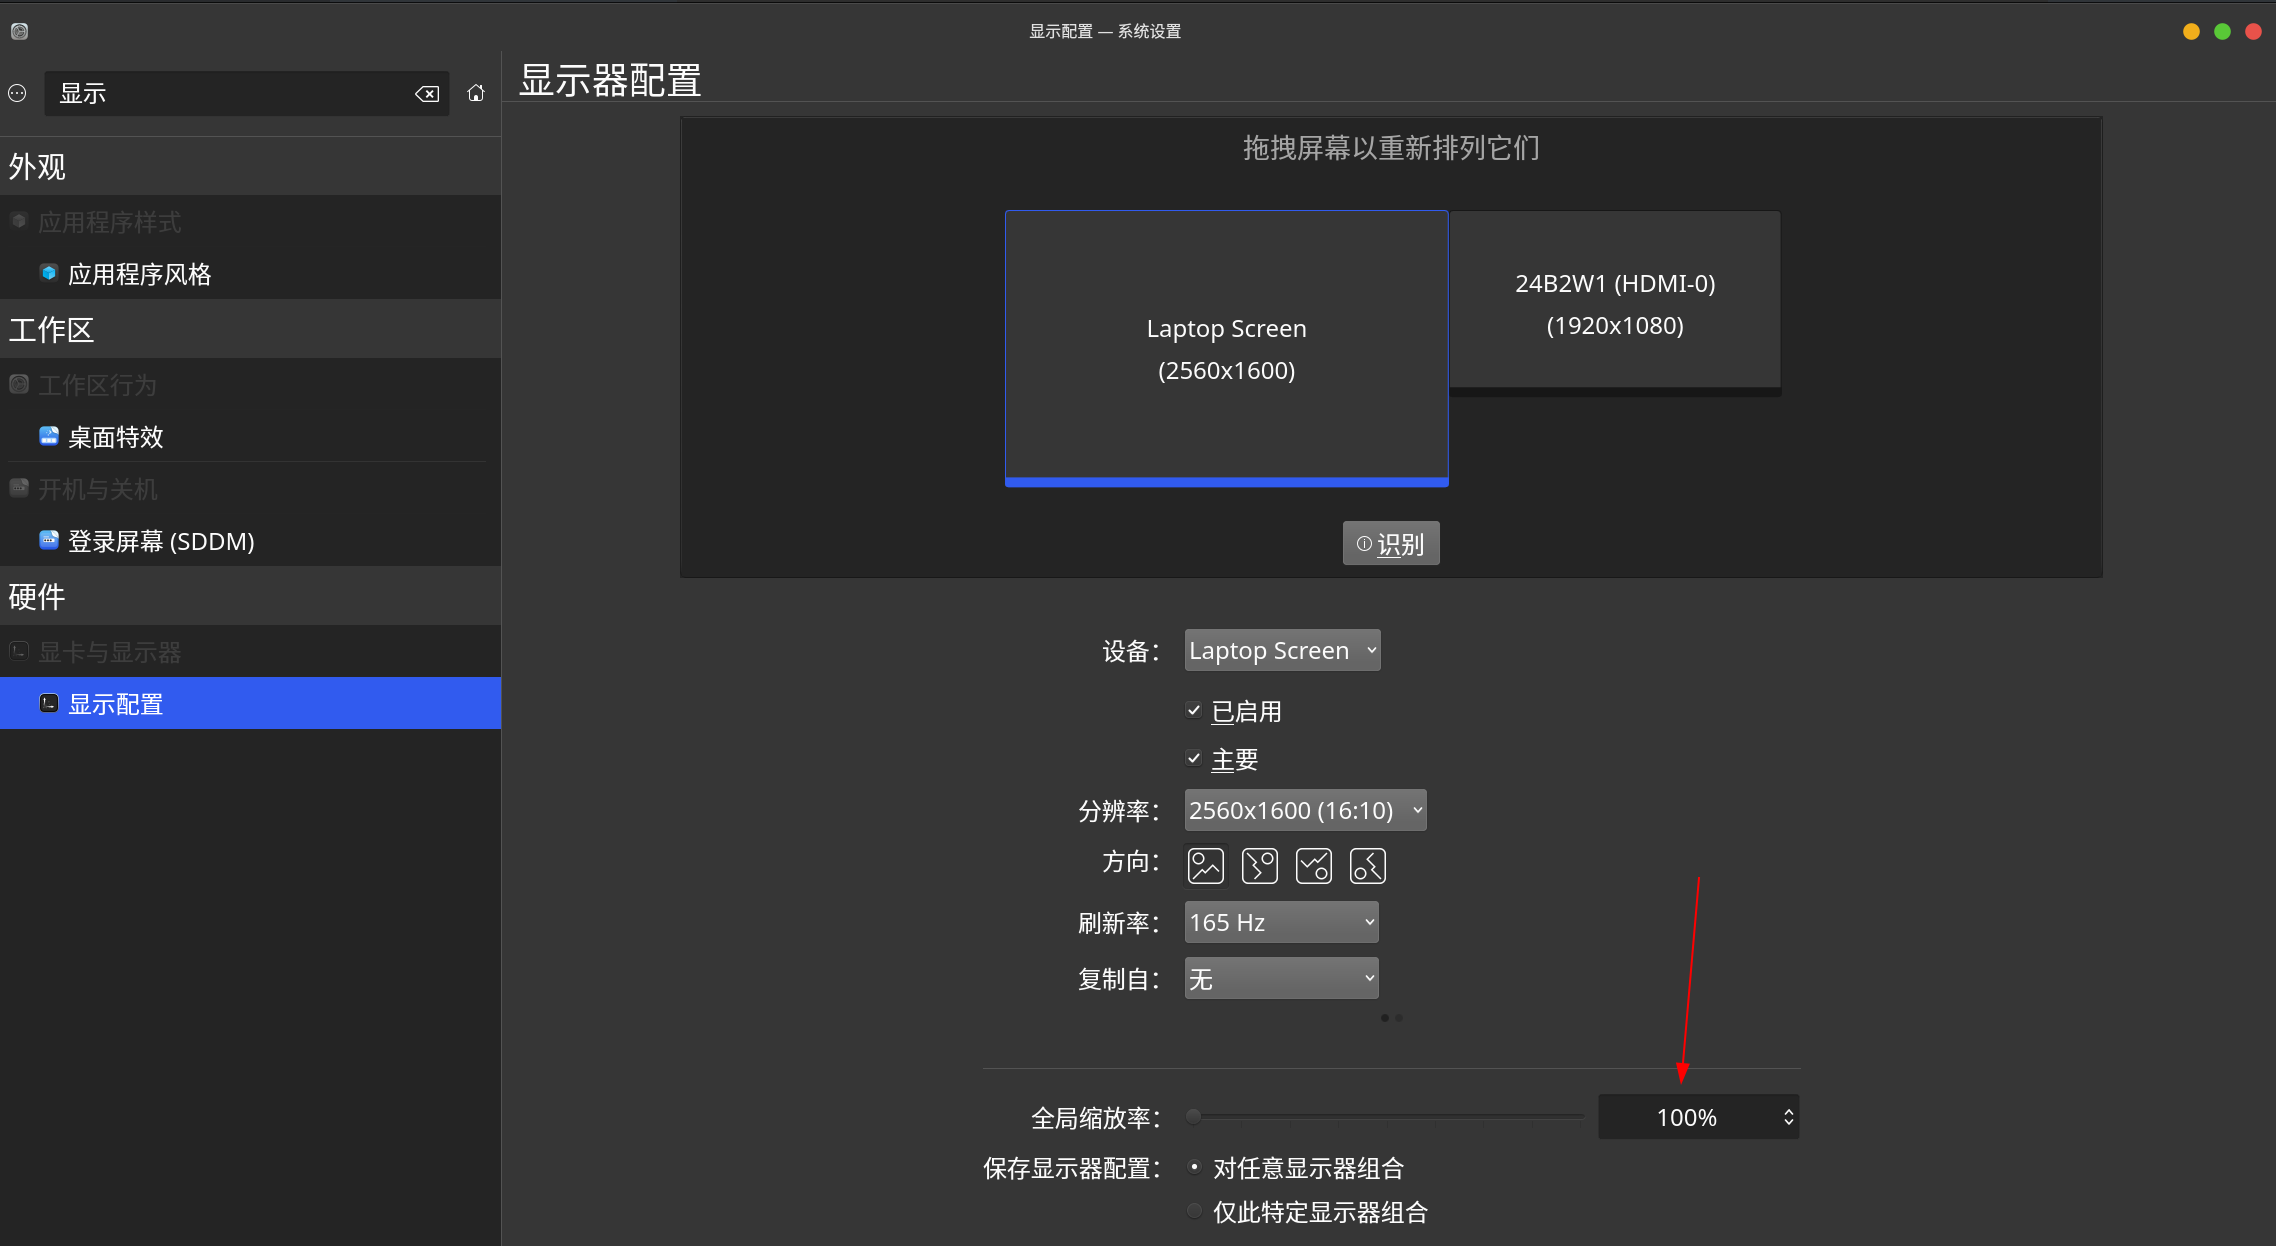 显示配置 — 系统设置
显示
外观
应用程序样式
应用程序风格
工作区
工作区行为
桌面特效
开机与关机
登录屏幕 (SDDM)
硬件
显卡与显示器
显示配置
显示器配置
拖拽屏幕以重新排列它们
Laptop Screen
(2560x1600)
24B2W1 (HDMI-0)
(1920x1080)
识别
设备： Laptop Screen
已启用
主要
分辨率： 2560x1600 (16:10)
方向：
刷新率： 165 Hz
复制自： 无
全局缩放率： 100%
保存显示器配置： 对任意显示器组合
仅此特定显示器组合